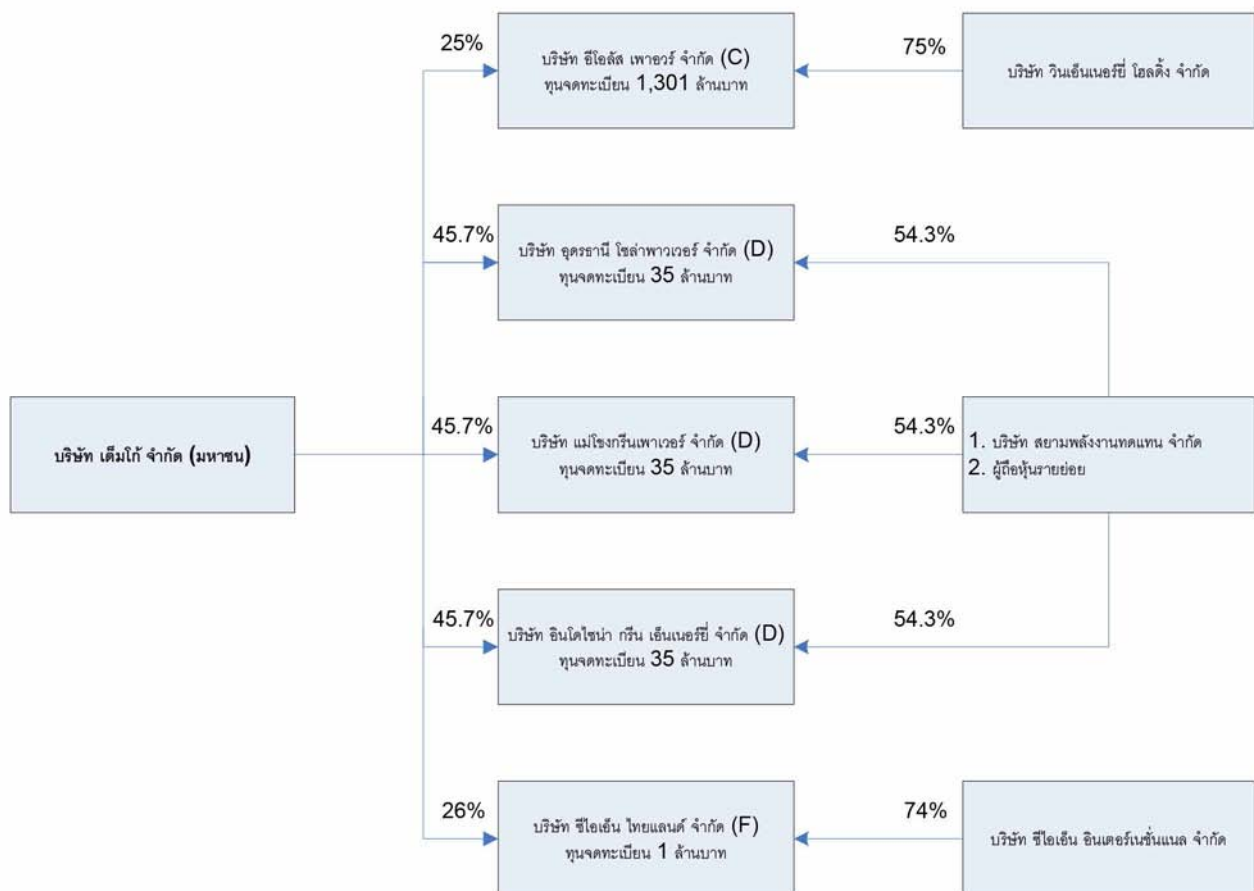 25%
บริษัท อีโอลัส เพาอวร์ จำกัด (C)
ทุนจดทะเบียน 1,301 ล้านบาท
75%
บริษัท วินเอ็นเนอร์ยี่ โฮลดิ้ง จำกัด
45.7%
บริษัท อุดรธานี โซล่าพาวเวอร์ จำกัด (D)
ทุนจดทะเบียน 35 ล้านบาท
54.3%
บริษัท เด็มโก้ จำกัด (มหาชน)
45.7%
บริษัท แม่โขงกรีนเพาเวอร์ จำกัด (D)
ทุนจดทะเบียน 35 ล้านบาท
54.3%
1. บริษัท สยามพลังงานทดแทน จำกัด
2. ผู้ถือหุ้นรายย่อย
45.7%
บริษัท อินโดไชน่า กรีน เอ็นเนอร์ยี่ จำกัด (D)
ทุนจดทะเบียน 35 ล้านบาท
54.3%
26%
บริษัท ซีไอเอ็น ไทยแลนด์ จำกัด (F)
ทุนจดทะเบียน 1 ล้านบาท
74%
บริษัท ซีไอเอ็น อินเตอร์เนชั่นแนล จำกัด